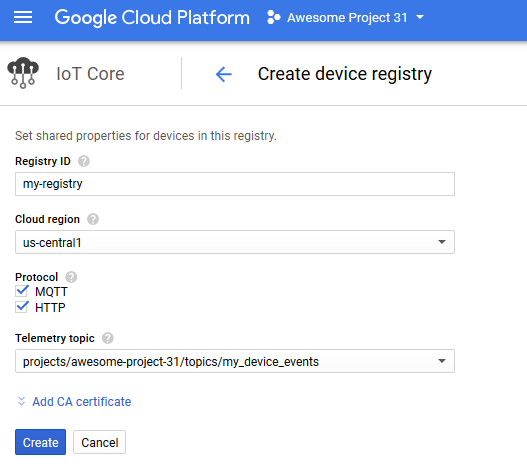 Google Cloud Platform Awesome Project 31
IoT Core Create device registry
Set shared properties for devices in this registry.
Registry ID ?
my-registry
Cloud region ?
us-central1
Protocol ?
MQTT
HTTP
Telemetry topic ?
projects/awesome-project-31/topics/my_device_events
Add CA certificate
Create Cancel